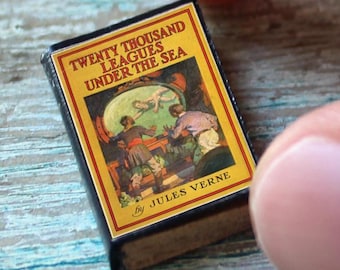 TWENTY THOUSAND
LEAGUES
UNDER THE SEA
by JULES VERNE